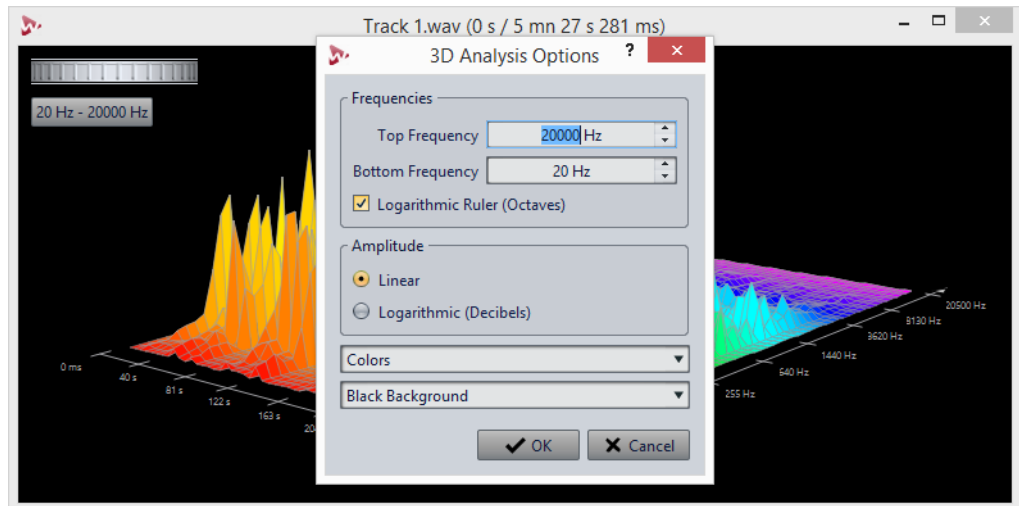 Track 1.wav (0 s / 5 mn 27 s 281 ms)
3D Analysis Options
?
20 Hz - 20000 Hz
Frequencies
Top Frequency 20000 Hz
Bottom Frequency 20 Hz
Logarithmic Ruler (Octaves)
Amplitude
Linear
Logarithmic (Decibels)
Colors
Black Background
OK Cancel
0 ms
40 s
81 s
122 s
163 s
255 Hz
540 Hz
1440 Hz
3620 Hz
9130 Hz
20500 Hz